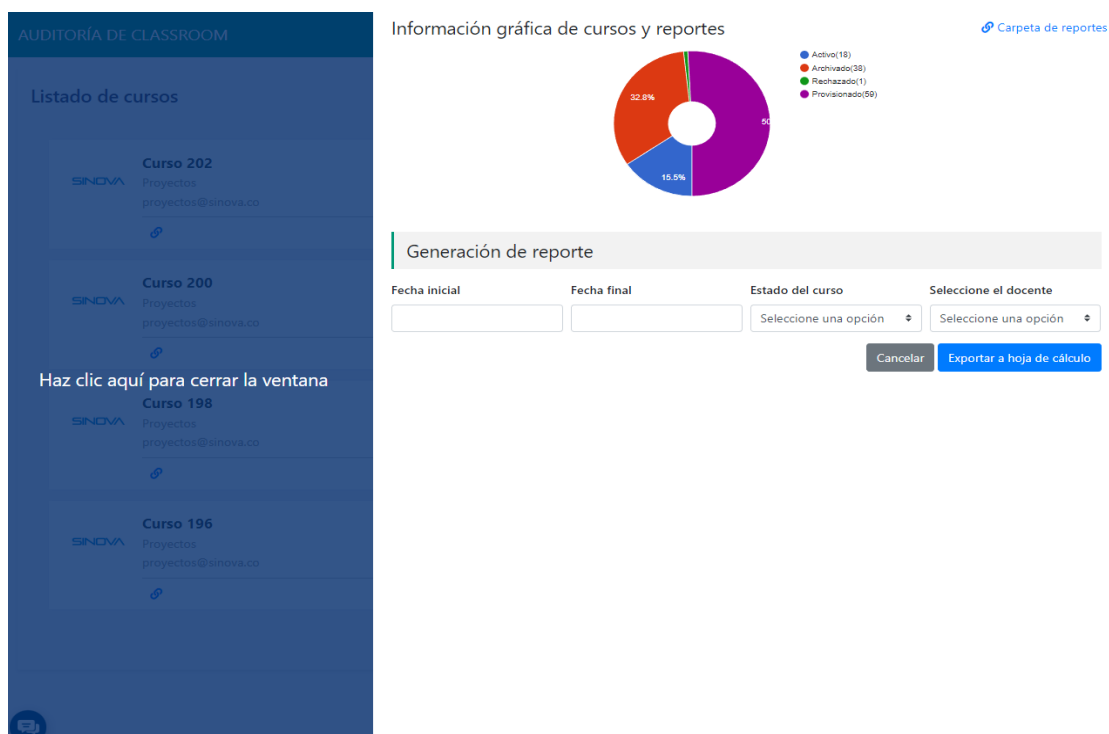 AUDITORÍA DE CLASSROOM
Listado de cursos
SINOVA
Curso 202
Proyectos
proyectos@sinova.co
SINOVA
Curso 200
Proyectos
proyectos@sinova.co
Haz clic aquí para cerrar la ventana
SINOVA
Curso 198
Proyectos
proyectos@sinova.co
SINOVA
Curso 196
Proyectos
proyectos@sinova.co
Información gráfica de cursos y reportes
Carpeta de reportes
32.8%
50
15.5%
Activo(18)
Archivado(38)
Rechazado(1)
Provisionado(59)
Generación de reporte
Fecha inicial Fecha final Estado del curso Seleccione el docente
Seleccione una opción Seleccione una opción
Cancelar Exportar a hoja de cálculo